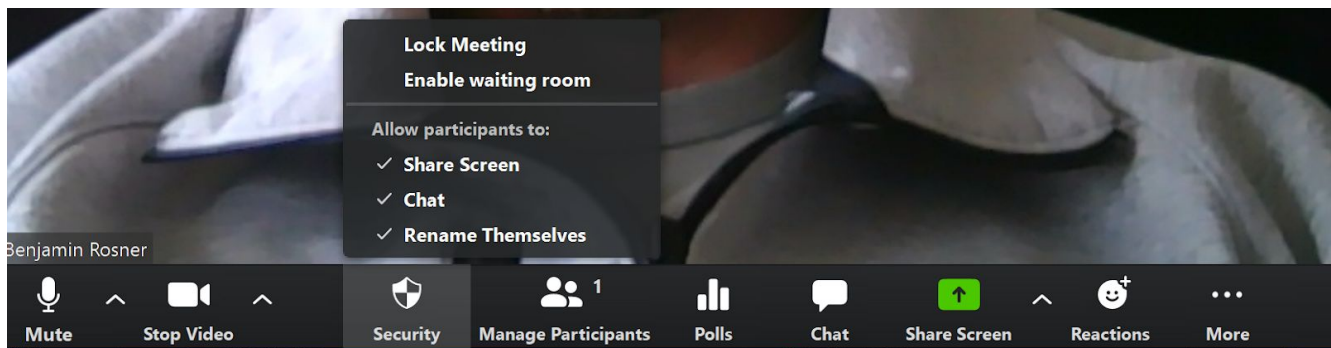 Lock Meeting
Enable waiting room
Allow participants to:
Share Screen
Chat
Rename Themselves
Benjamin Rosner
1
Mute
Stop Video
Security
Manage Participants
Polls
Chat
Share Screen
Reactions
More